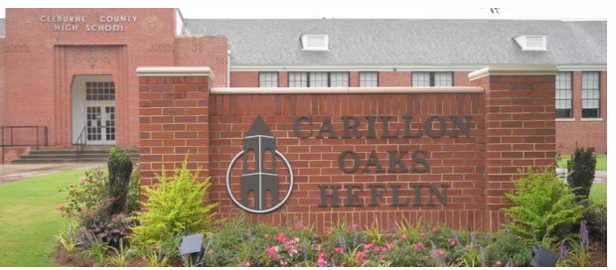 CLEBURNE COUNTY
HIGH SCHOOL
CARILLON
OAKS
HEFLIN